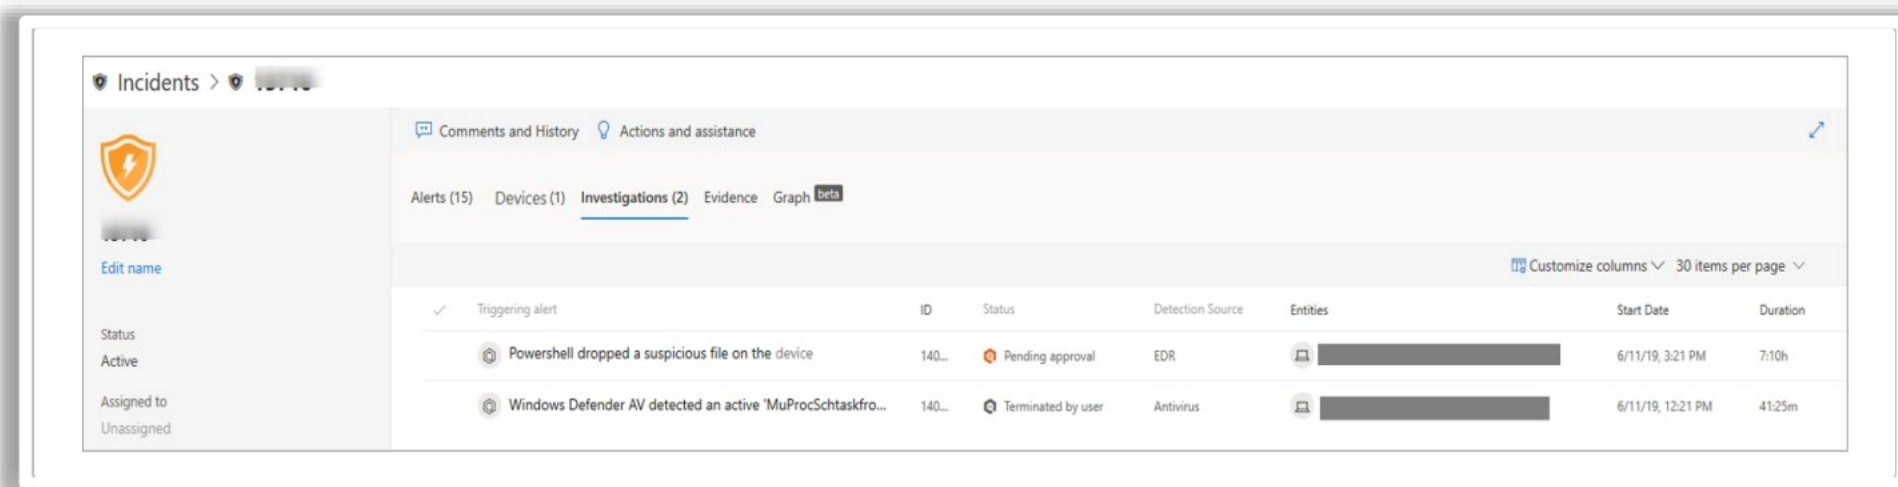 Incidents >
Comments and History Actions and assistance
Alerts (15) Devices (1) Investigations (2) Evidence Graph beta
Edit name
Customize columns 30 items per page
Triggering alert ID Status Detection Source Entities Start Date Duration
Status
Active
Powershell dropped a suspicious file on the device 140... Pending approval EDR 6/11/19, 3:21 PM 7:10h
Assigned to
Unassigned
Windows Defender AV detected an active 'MuProcSchtaskfro... 140... Terminated by user Antivirus 6/11/19, 12:21 PM 41:25m